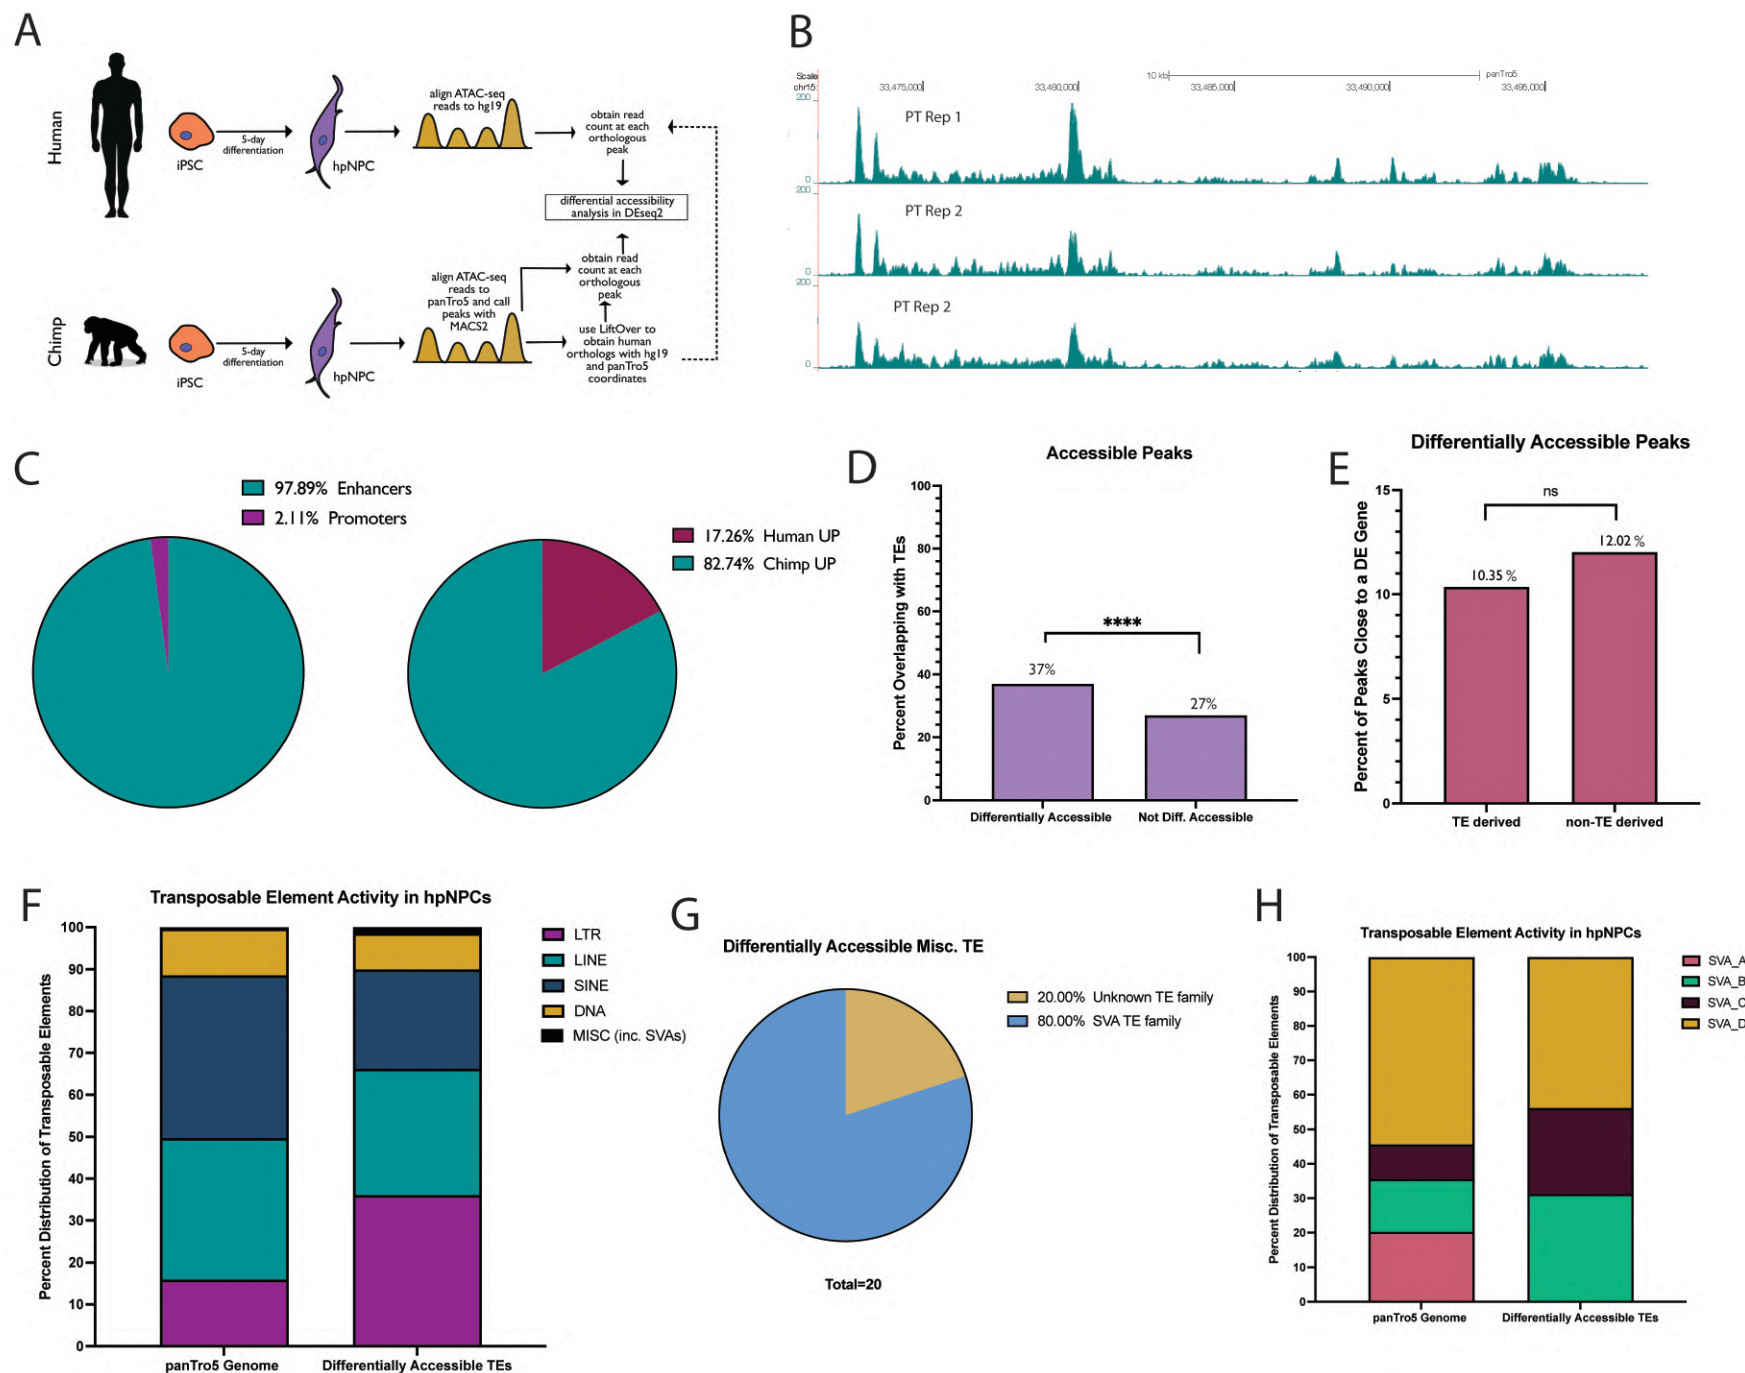 A
Human
iPSC
5-day
differentiation
hpNPC
align ATAC-seq
reads to hg19
obtain read
count at each
orthologous
peak
differential accessibility
analysis in DEseq2
Chimp
iPSC
5-day
differentiation
hpNPC
align ATAC-seq
reads to
panTro5 and call
peaks with
MACS2
obtain read
count at each
orthologous
peak
use LiftOver to
obtain human
orthologs with hg19
and panTro5
coordinates
B
Scale
chr15:
10 kb
panTro5
33,475,000
33,480,000
33,485,000
33,490,000
33,495,000
200
PT Rep 1
0
200
PT Rep 2
0
200
PT Rep 2
0
C
97.89% Enhancers
2.11% Promoters
17.26% Human UP
82.74% Chimp UP
D
Accessible Peaks
Percent Overlapping with TEs
100
80
60
40
20
0
****
37%
27%
Differentially Accessible
Not Diff. Accessible
E
Differentially Accessible Peaks
Percent of Peaks Close to a DE Gene
15
10
5
0
ns
10.35 %
12.02 %
TE derived
non-TE derived
F
Transposable Element Activity in hpNPCs
Percent Distribution of Transposable Elements
100
90
80
70
60
50
40
30
20
10
0
panTro5 Genome
Differentially Accessible TEs
LTR
LINE
SINE
DNA
MISC (inc. SVAs)
G
Differentially Accessible Misc. TE
20.00% Unknown TE family
80.00% SVA TE family
Total=20
H
Transposable Element Activity in hpNPCs
Percent Distribution of Transposable Elements
100
90
80
70
60
50
40
30
20
10
0
panTro5 Genome
Differentially Accessible TEs
SVA_A
SVA_B
SVA_C
SVA_D